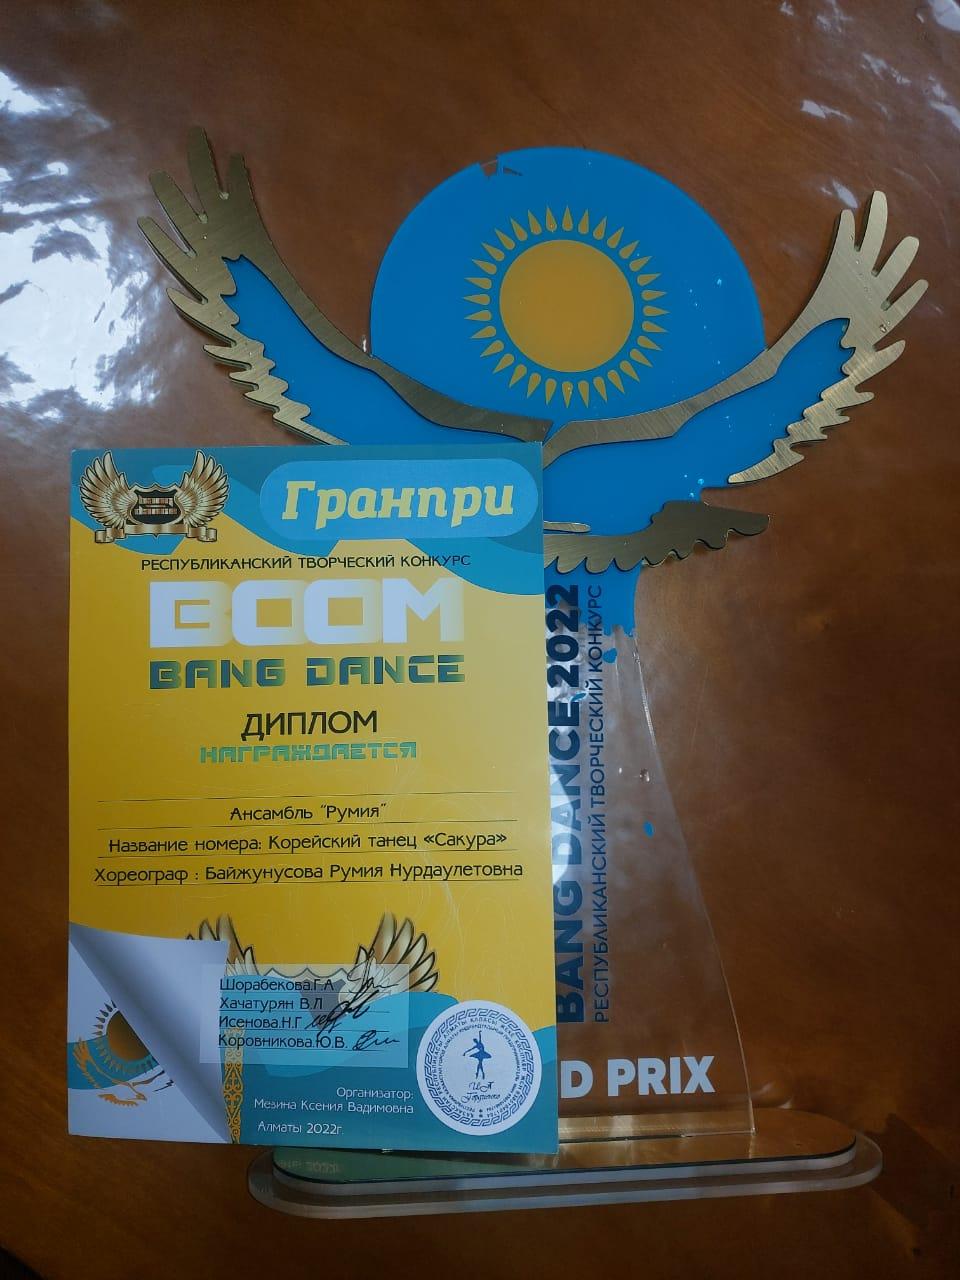 Гранпри
РЕСПУБЛИКАНСКИЙ ТВОРЧЕСКИЙ КОНКУРС
BOOM
BANG DANCE
ДИПЛОМ
НАГРАЖДАЕТСЯ
Ансамбль "Румия"
Название номера: Корейский танец «Сакура»
Хореограф : Байжунусова Румия Нурдаулетовна
Шорабекова.Г.А
Хачатурян В.Л
Исенова.Н.Г
Коровникова.Ю.В.
Организатор:
Мезина Ксения Вадимовна
Алматы 2022г.
BANG DANCE 2022
РЕСПУБЛИКАНСКИЙ ТВОРЧЕСКИЙ КОНКУРС
D PRIX